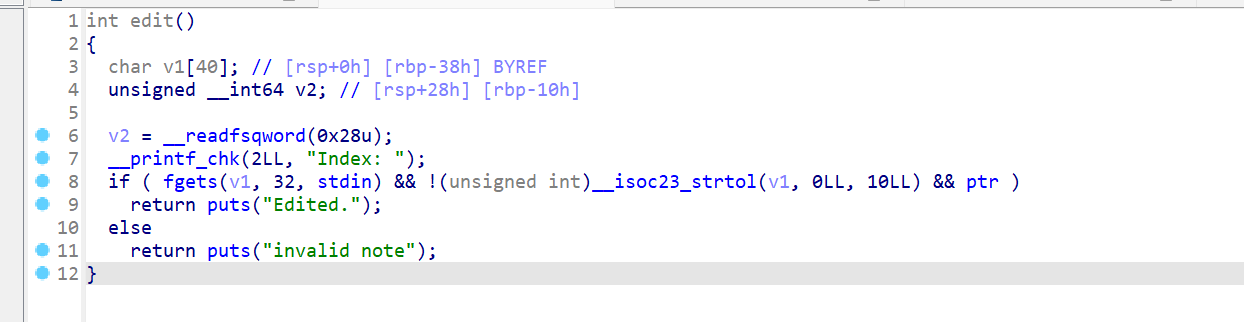 1 int edit()
2 {
3   char v1[40]; // [rsp+0h] [rbp-38h] BYREF
4   unsigned __int64 v2; // [rsp+28h] [rbp-10h]
5
6   v2 = __readfsqword(0x28u);
7   __printf_chk(2LL, "Index: ");
8   if ( fgets(v1, 32, stdin) && !(unsigned int)__isoc23_strtol(v1, 0LL, 10LL) && ptr )
9     return puts("Edited.");
10   else
11     return puts("invalid note");
12 }